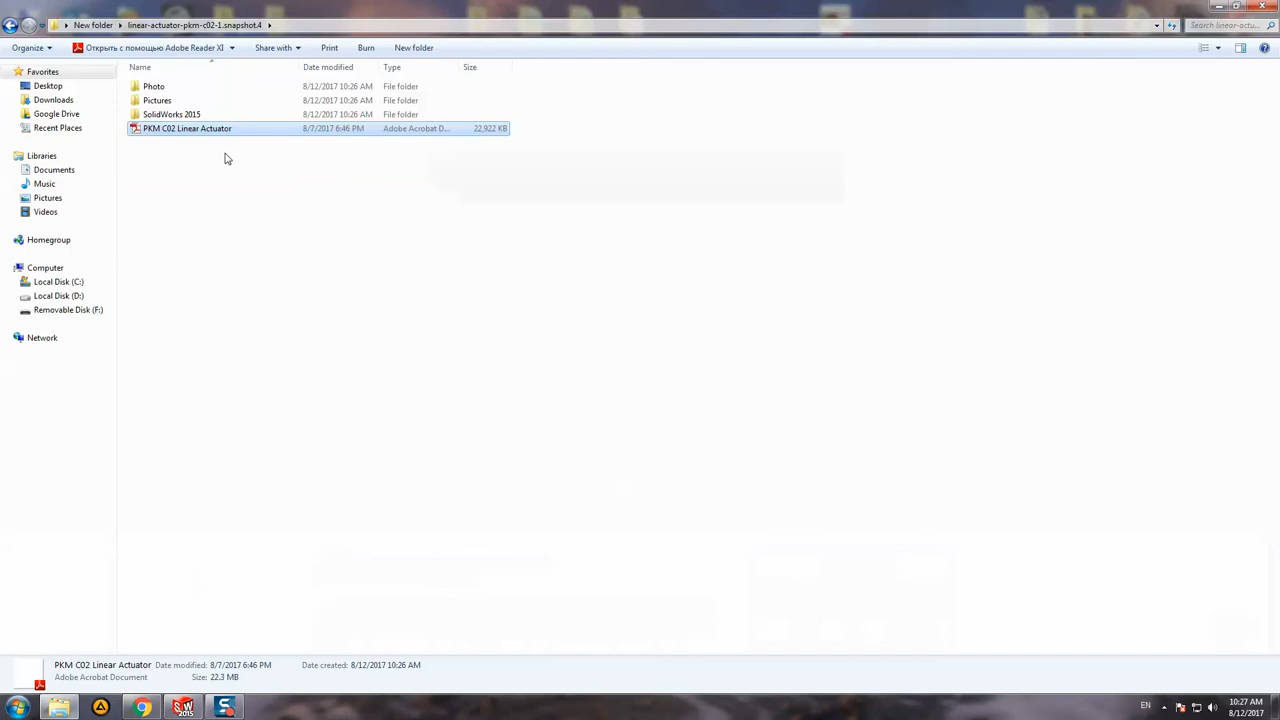 New folder linear-actuator-pkm-c02-1.snapshot.4 Search linear-actu...
Organize Открыть с помощью Adobe Reader XI Share with Print Burn New folder
Name Date modified Type Size
Favorites
Desktop
Downloads
Google Drive
Recent Places
Libraries
Documents
Music
Pictures
Videos
Homegroup
Computer
Local Disk (C:)
Local Disk (D:)
Removable Disk (F:)
Network
Photo 8/12/2017 10:26 AM File folder
Pictures 8/12/2017 10:26 AM File folder
SolidWorks 2015 8/12/2017 10:26 AM File folder
PKM C02 Linear Actuator 8/7/2017 6:46 PM Adobe Acrobat D... 22,922 KB
PKM C02 Linear Actuator Date modified: 8/7/2017 6:46 PM Date created: 8/12/2017 10:26 AM
Adobe Acrobat Document Size: 22.3 MB
SW
2015
S
EN
10:27 AM
8/12/2017